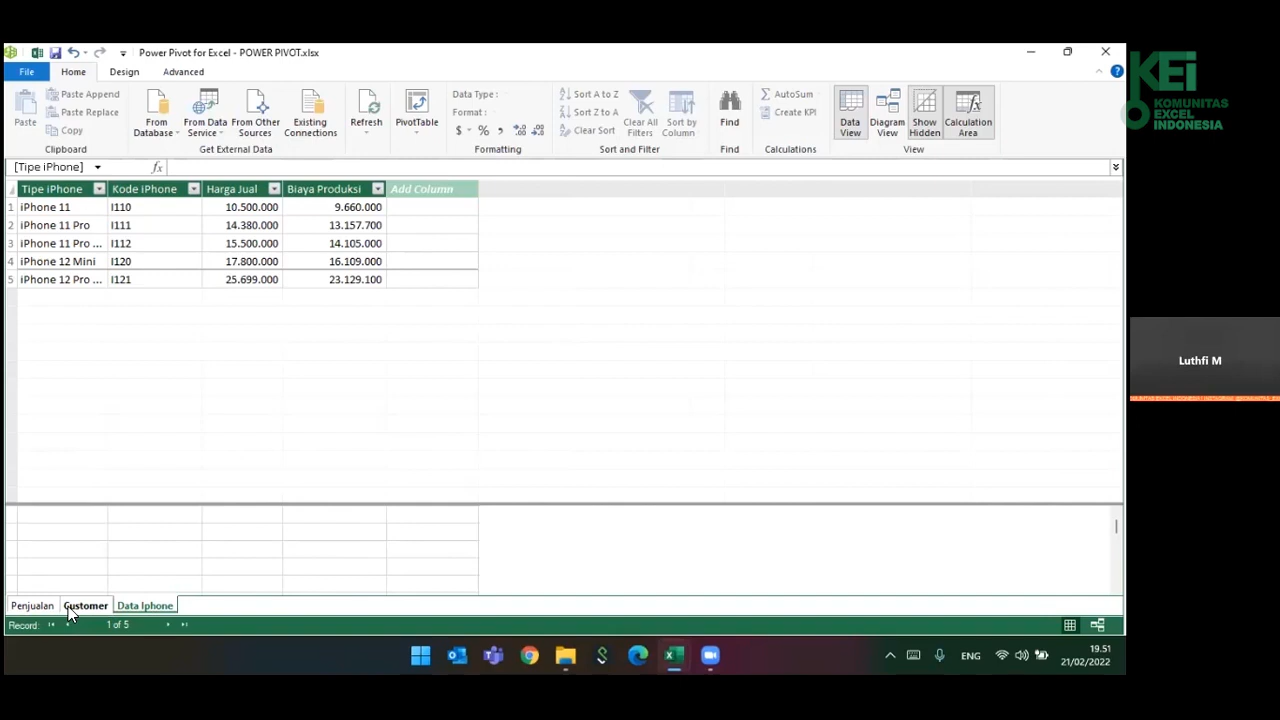 Power Pivot for Excel - POWER PIVOT.xlsx
File Home Design Advanced
Paste
Paste Append
Paste Replace
Copy
Clipboard
From Database
From Data Service
From Other Sources
Existing Connections
Get External Data
Refresh
PivotTable
Data Type :
Format :
$ % ,
Formatting
Sort A to Z
Sort Z to A
Clear Sort
Clear All Filters
Sort by Column
Sort and Filter
Find
Find
AutoSum
Create KPI
Calculations
Data View
Diagram View
Show Hidden
Calculation Area
View
KEi
KOMUNITAS
EXCEL
INDONESIA
[Tipe iPhone] fx
Tipe iPhone Kode iPhone Harga Jual Biaya Produksi Add Column
1 iPhone 11 I110 10.500.000 9.660.000
2 iPhone 11 Pro I111 14.380.000 13.157.700
3 iPhone 11 Pro ... I112 15.500.000 14.105.000
4 iPhone 12 Mini I120 17.800.000 16.109.000
5 iPhone 12 Pro ... I121 25.699.000 23.129.100
Luthfi M
Penjualan Customer Data Iphone
Record: 1 of 5
ENG
19.51
21/02/2022